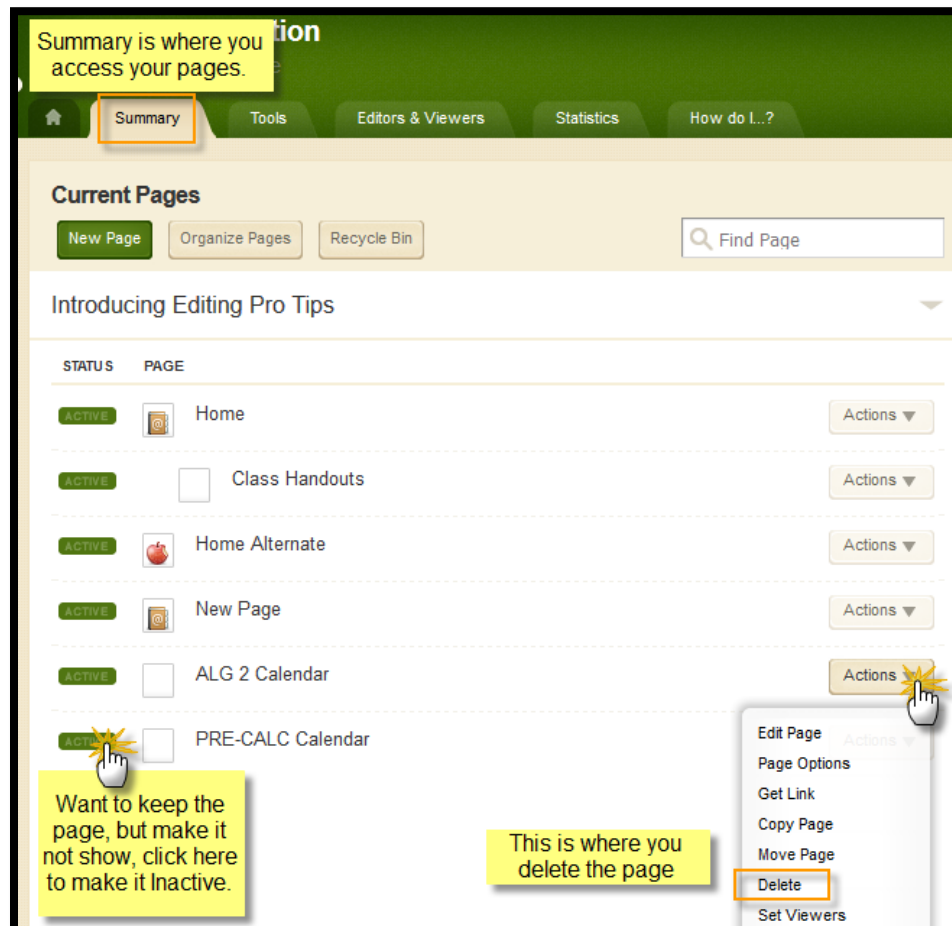 Summary is where you
access your pages.
tion
Summary
Tools
Editors & Viewers
Statistics
How do I...?
Current Pages
New Page
Organize Pages
Recycle Bin
Find Page
Introducing Editing Pro Tips
STATUS
PAGE
ACTIVE
Home
Actions
ACTIVE
Class Handouts
Actions
ACTIVE
Home Alternate
Actions
ACTIVE
New Page
Actions
ACTIVE
ALG 2 Calendar
Actions
PRE-CALC Calendar
Actions
Edit Page
Page Options
Get Link
Copy Page
Move Page
Delete
Set Viewers
Want to keep the
page, but make it
not show, click here
to make it Inactive.
This is where you
delete the page